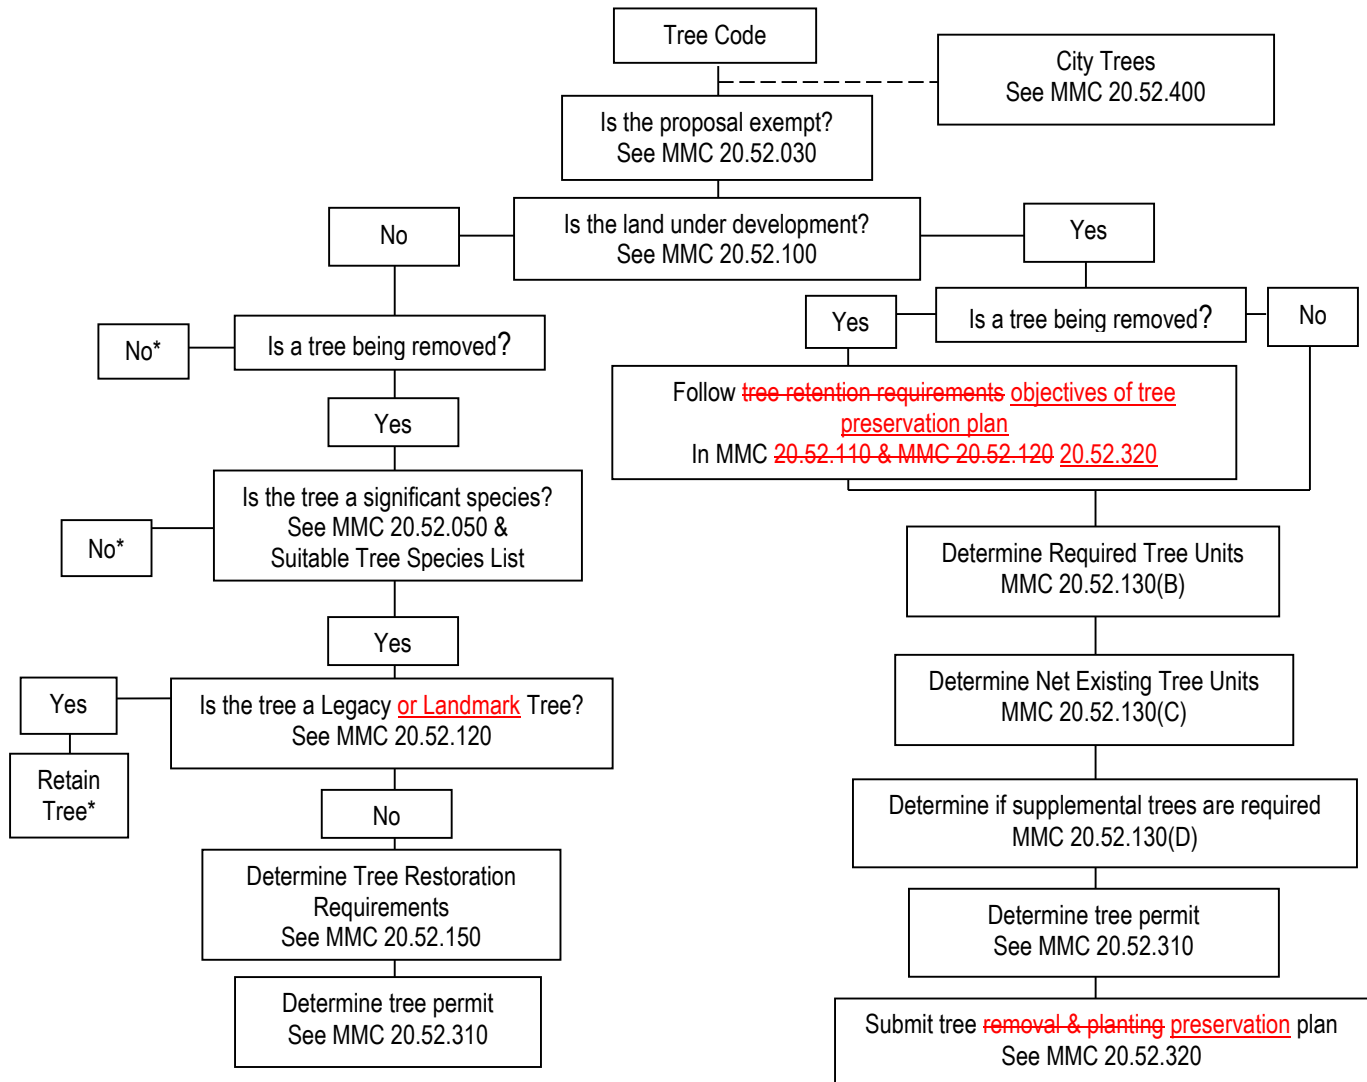 Tree Code
City Trees
See MMC 20.52.400
Is the proposal exempt?
See MMC 20.52.030
Is the land under development?
See MMC 20.52.100
No
Yes
Is a tree being removed?
No*
Yes
Is the tree a significant species?
See MMC 20.52.050 &
Suitable Tree Species List
No*
Yes
Is the tree a Legacy or Landmark Tree?
See MMC 20.52.120
Yes
Retain
Tree*
No
Determine Tree Restoration
Requirements
See MMC 20.52.150
Determine tree permit
See MMC 20.52.310
Is a tree being removed?
Yes
No
Follow tree retention requirements objectives of tree
preservation plan
In MMC 20.52.110 & MMC 20.52.120 20.52.320
Determine Required Tree Units
MMC 20.52.130(B)
Determine Net Existing Tree Units
MMC 20.52.130(C)
Determine if supplemental trees are required
MMC 20.52.130(D)
Determine tree permit
See MMC 20.52.310
Submit tree removal & planting preservation plan
See MMC 20.52.320